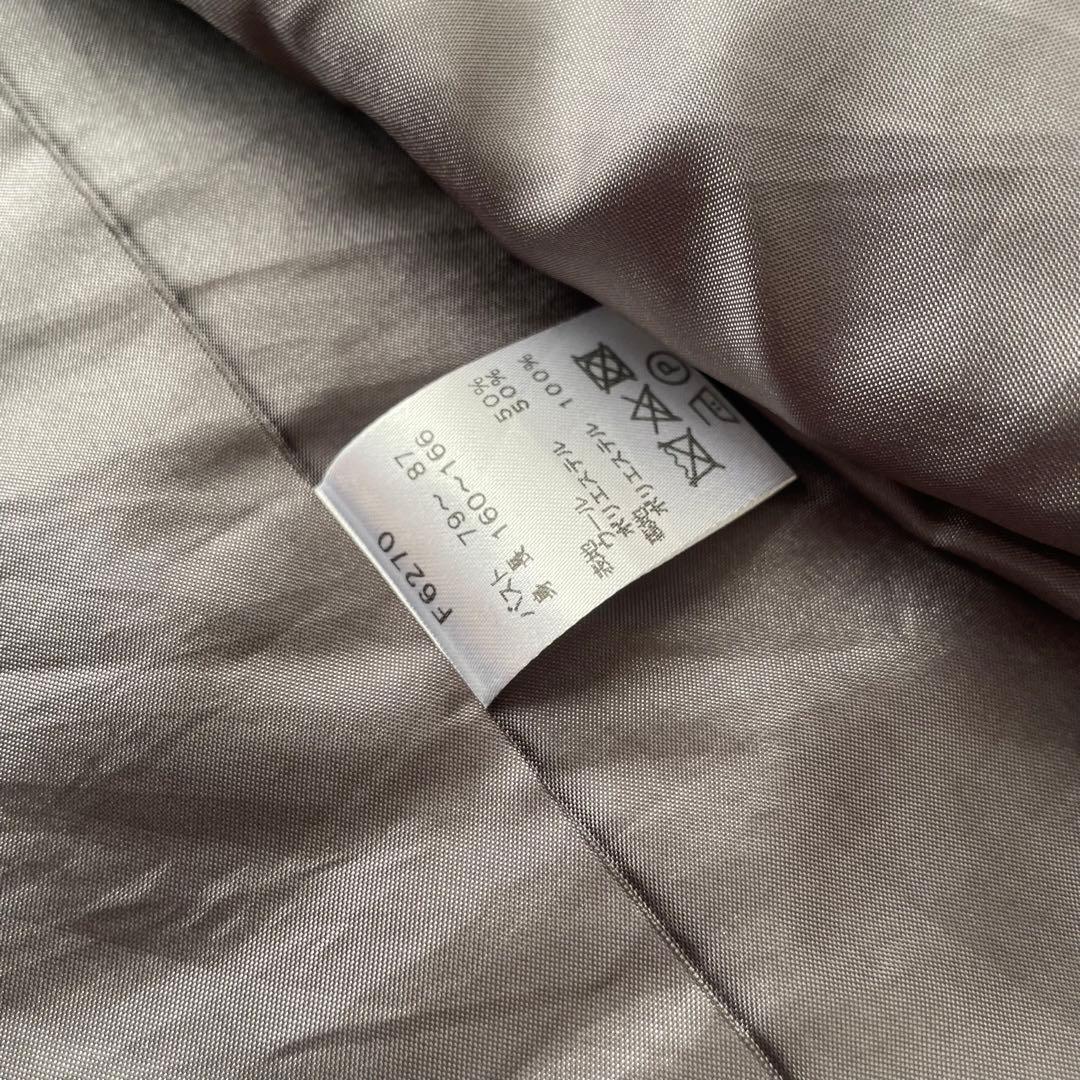 F6270
バスト 79~ 87
身 長 160~166
表地 ウール 50%
ポリエステル 50%
裏地 ポリエステル 100%
P